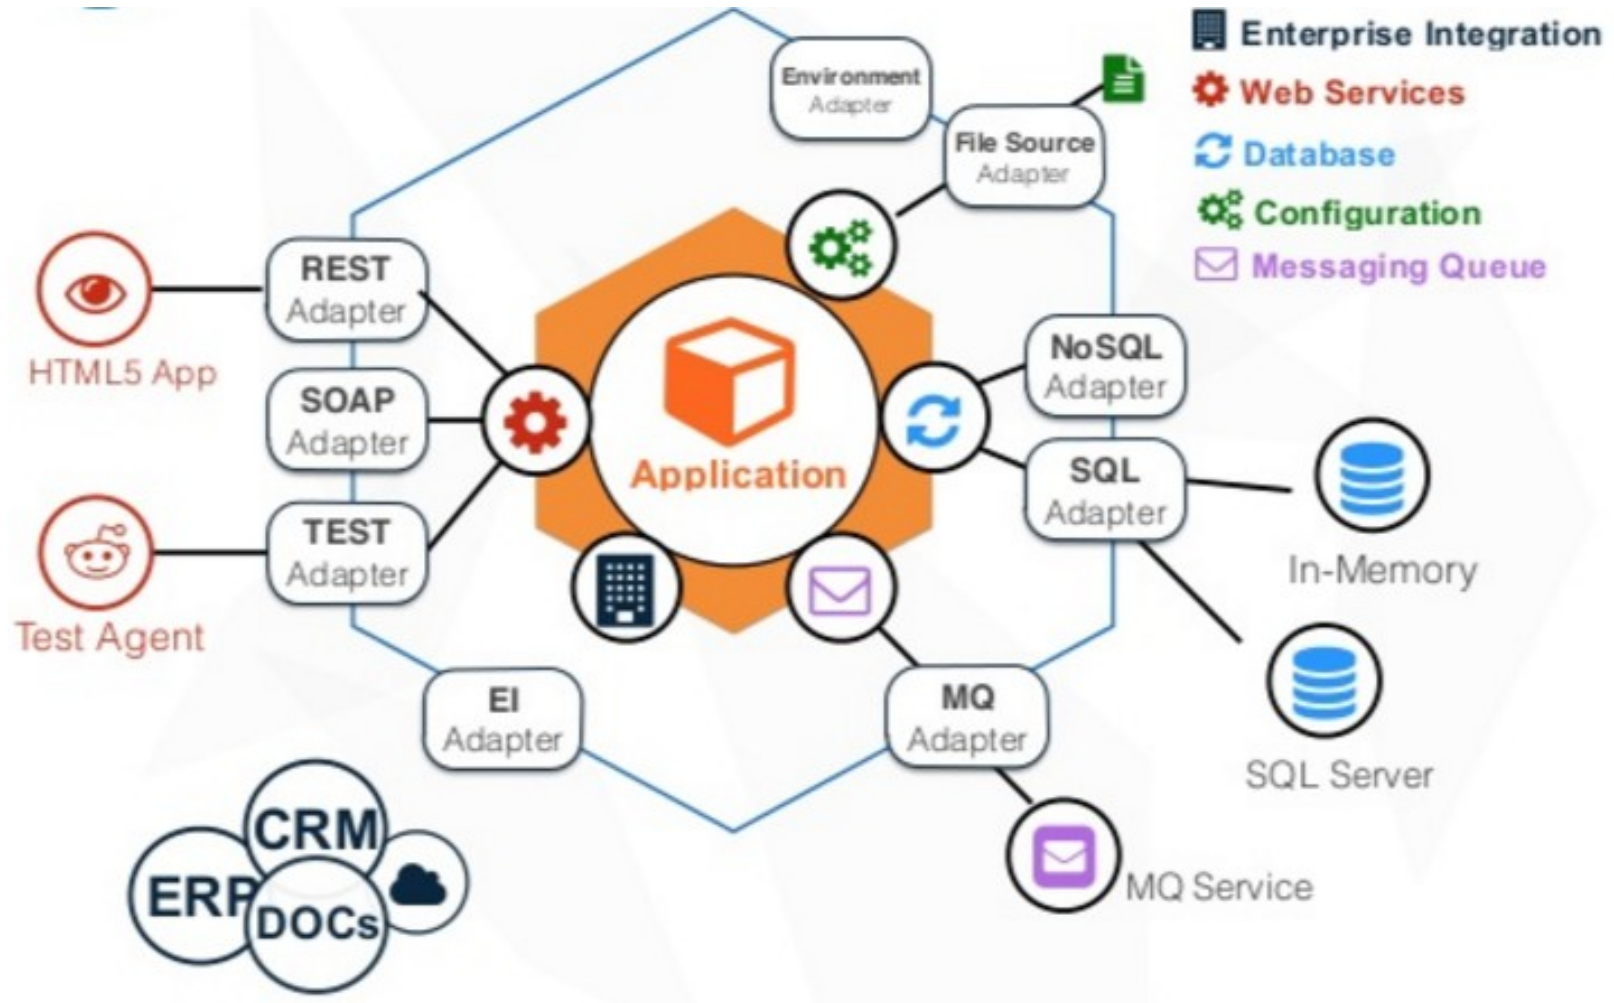 Enterprise Integration
Web Services
Database
Configuration
Messaging Queue
Environment
Adapter
File Source
Adapter
REST
Adapter
HTML5 App
SOAP
Adapter
TEST
Adapter
Test Agent
Application
NoSQL
Adapter
SQL
Adapter
In-Memory
SQL Server
EI
Adapter
MQ
Adapter
MQ Service
CRM
ERP
DOCs